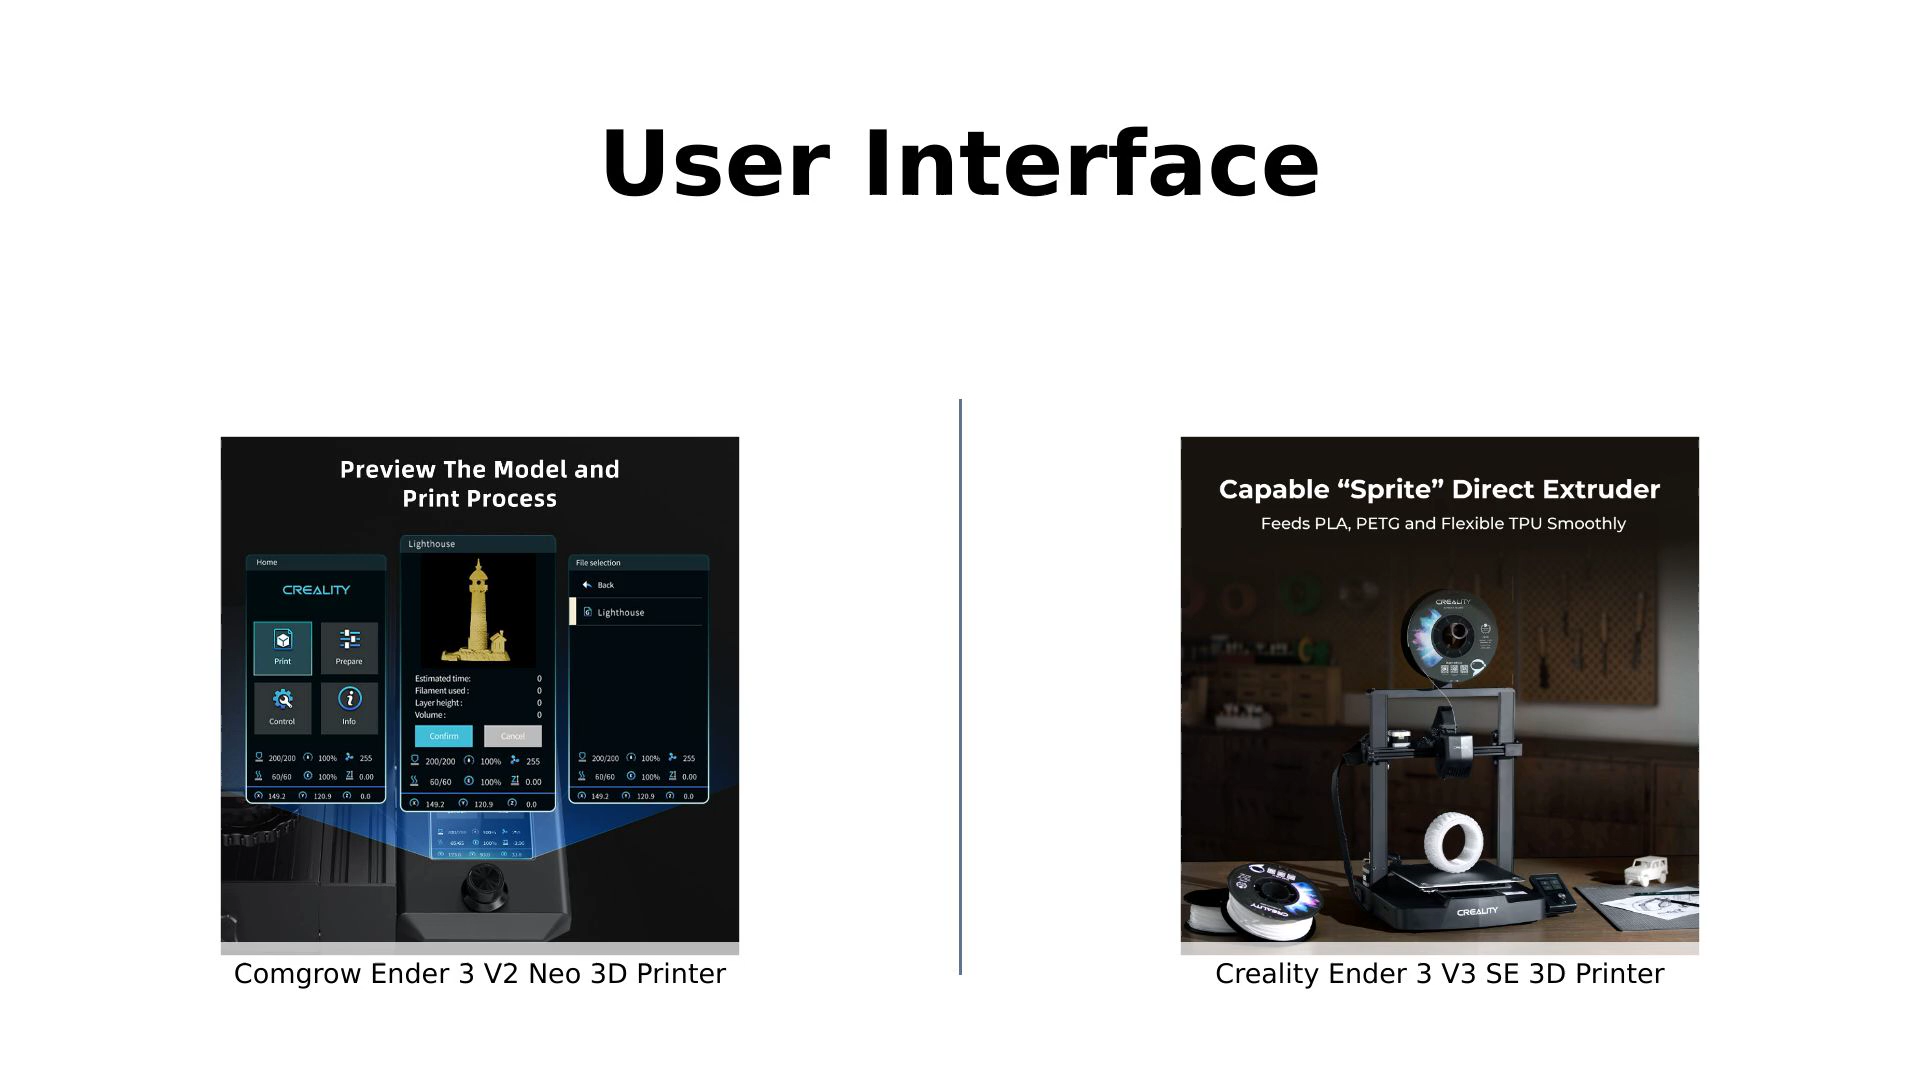 User Interface
Preview The Model and
Print Process
Home
CREALITY
Print
Prepare
Control
Info
200/200 100% 255
60/60 100% 0.00
149.2 120.9 0.0
Lighthouse
Estimated time: 0
Filament used : 0
Layer height : 0
Volume : 0
Confirm
Cancel
200/200 100% 255
60/60 100% 0.00
149.2 120.9 0.0
File selection
Back
Lighthouse
200/200 100% 255
60/60 100% 0.00
149.2 120.9 0.0
Comgrow Ender 3 V2 Neo 3D Printer
Capable “Sprite” Direct Extruder
Feeds PLA, PETG and Flexible TPU Smoothly
CREALITY
CREALITY
CREALITY
Creality Ender 3 V3 SE 3D Printer